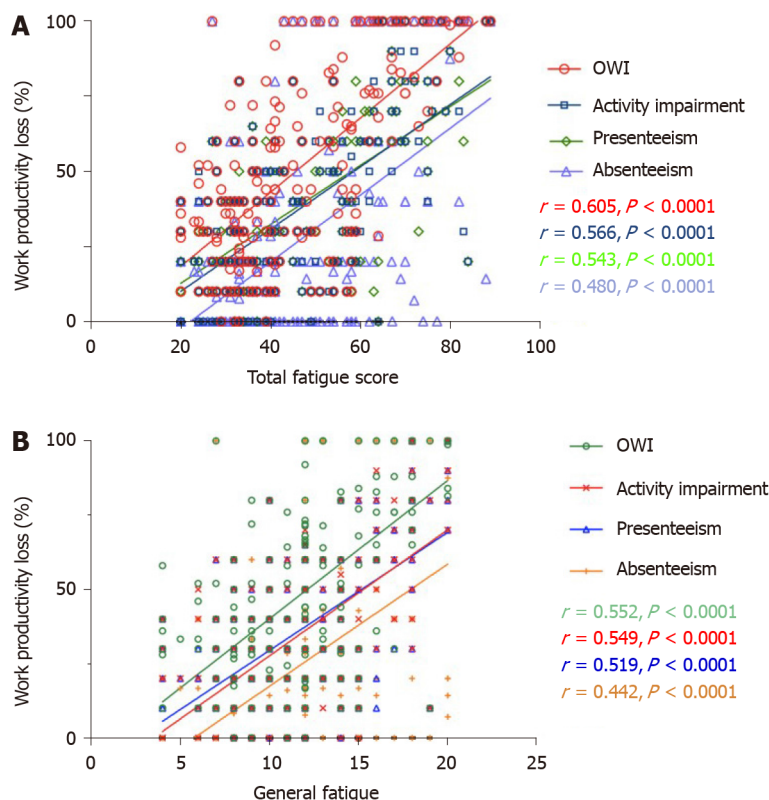 A
Work productivity loss (%)
100
50
0
0 20 40 60 80 100
Total fatigue score
OWI
Activity impairment
Presenteeism
Absenteeism
r = 0.605, P < 0.0001
r = 0.566, P < 0.0001
r = 0.543, P < 0.0001
r = 0.480, P < 0.0001
B
Work productivity loss (%)
100
50
0
0 5 10 15 20 25
General fatigue
OWI
Activity impairment
Presenteeism
Absenteeism
r = 0.552, P < 0.0001
r = 0.549, P < 0.0001
r = 0.519, P < 0.0001
r = 0.442, P < 0.0001